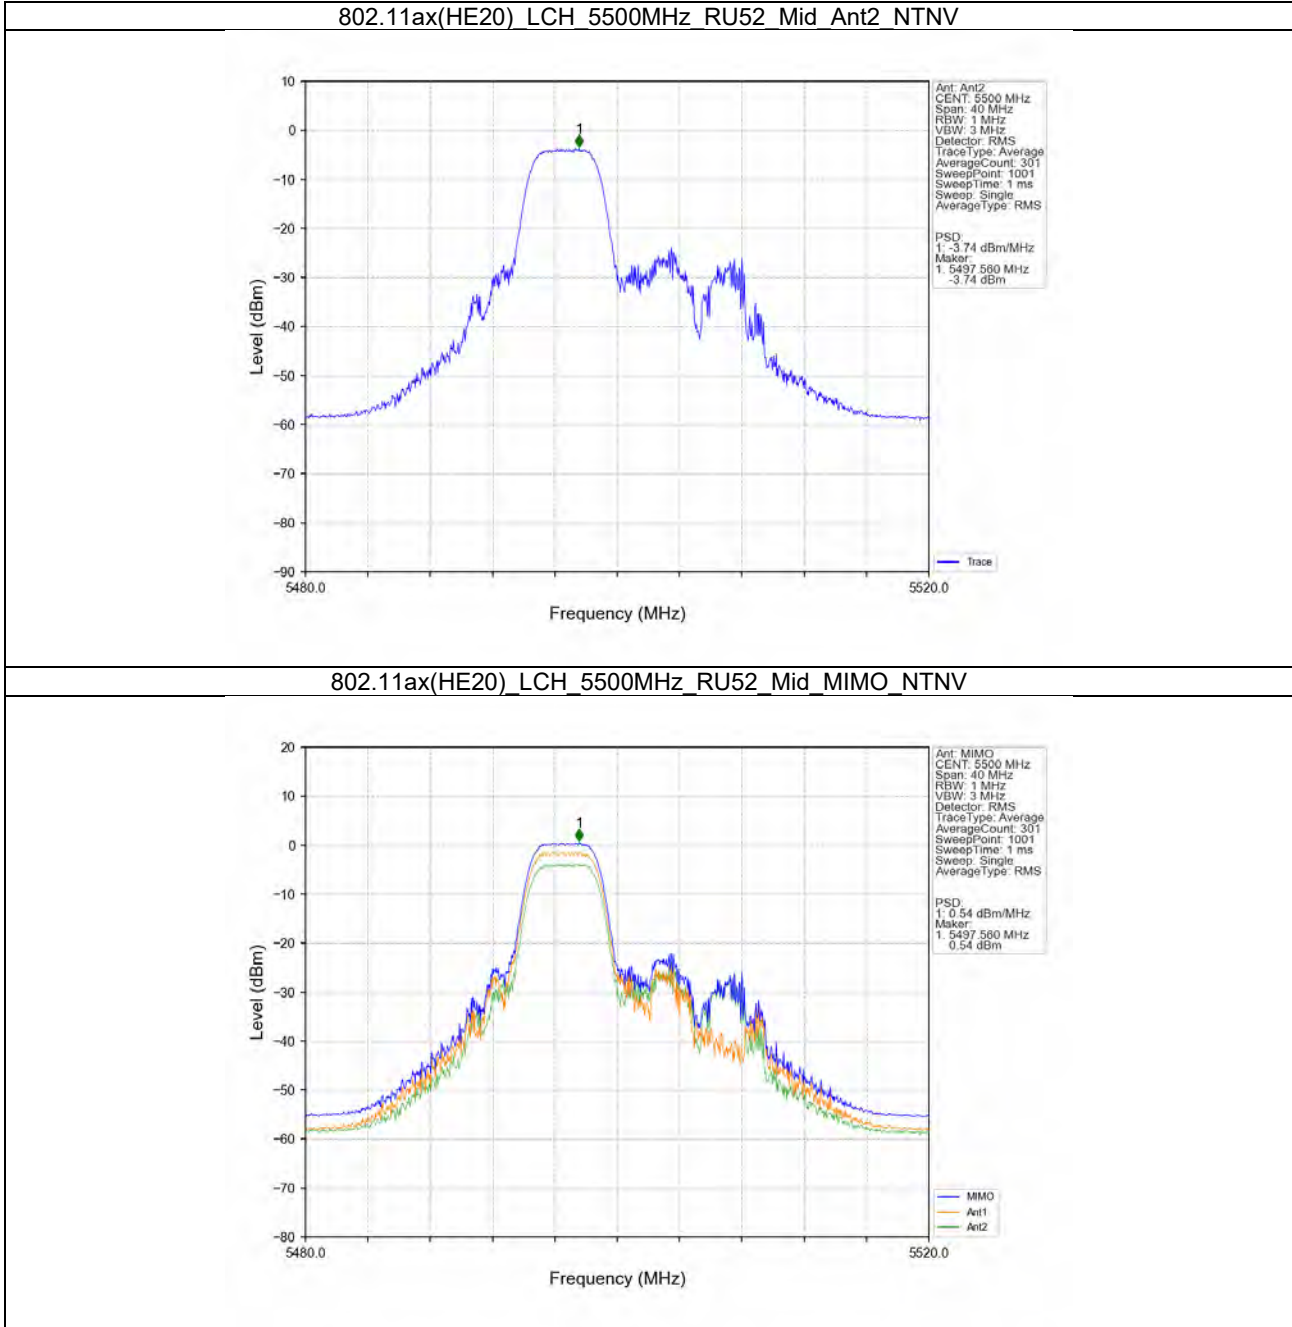 802.11ax(HE20)_LCH_5500MHz_RU52_Mid_Ant2_NTNV
10
0
-10
-20
-30
-40
-50
-60
-70
-80
-90
Level (dBm)
1
5480.0
5520.0
Frequency (MHz)
Ant: Ant2
CENT: 5500 MHz
Span: 40 MHz
RBW: 1 MHz
VBW: 3 MHz
Detector: RMS
TraceType: Average
AverageCount: 301
SweepPoint: 1001
SweepTime: 1 ms
Sweep: Single
AverageType: RMS
PSD:
1: -3.74 dBm/MHz
Maker:
1. 5497.560 MHz
-3.74 dBm
Trace
802.11ax(HE20)_LCH_5500MHz_RU52_Mid_MIMO_NTNV
20
10
0
-10
-20
-30
-40
-50
-60
-70
-80
Level (dBm)
1
5480.0
5520.0
Frequency (MHz)
Ant: MIMO
CENT: 5500 MHz
Span: 40 MHz
RBW: 1 MHz
VBW: 3 MHz
Detector: RMS
TraceType: Average
AverageCount: 301
SweepPoint: 1001
SweepTime: 1 ms
Sweep: Single
AverageType: RMS
PSD:
1: 0.54 dBm/MHz
Maker:
1. 5497.560 MHz
0.54 dBm
MIMO
Ant1
Ant2